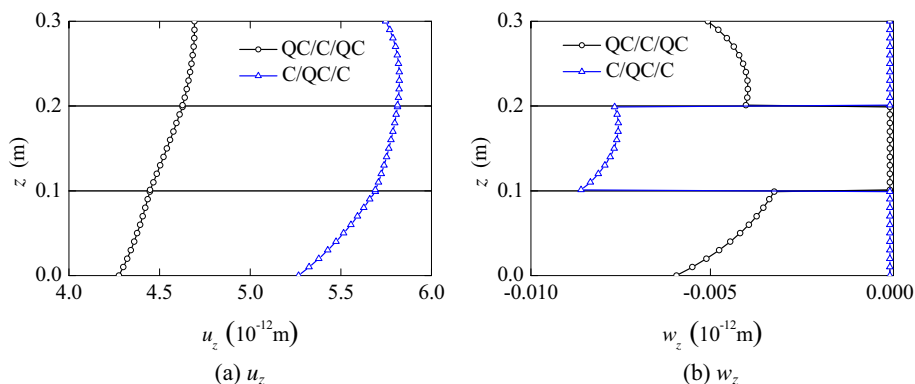 0.3
0.2
0.1
0.0
z (m)
QC/C/QC
C/QC/C
4.0 4.5 5.0 5.5 6.0
u_z (10^-12 m)
(a) u_z
0.3
0.2
0.1
0.0
z (m)
QC/C/QC
C/QC/C
-0.010 -0.005 0.000
w_z (10^-12 m)
(b) w_z